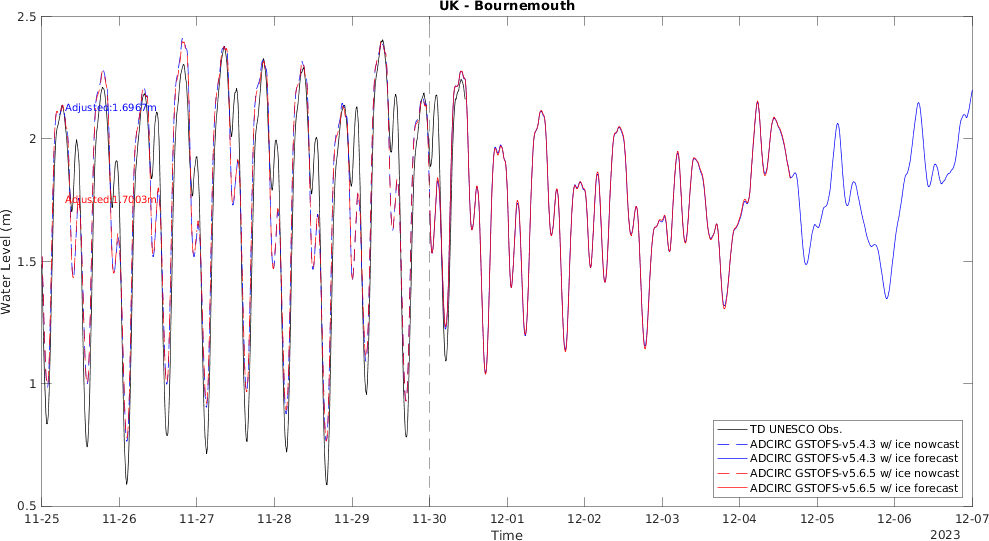 UK - Bournemouth
2.5
2
1.5
1
0.5
Water Level (m)
Adjusted:1.6967m
Adjusted:1.7003m
TD UNESCO Obs.
ADCIRC GSTOFS-v5.4.3 w/ ice nowcast
ADCIRC GSTOFS-v5.4.3 w/ ice forecast
ADCIRC GSTOFS-v5.6.5 w/ ice nowcast
ADCIRC GSTOFS-v5.6.5 w/ ice forecast
11-25 11-26 11-27 11-28 11-29 11-30 12-01 12-02 12-03 12-04 12-05 12-06 12-07
Time
2023